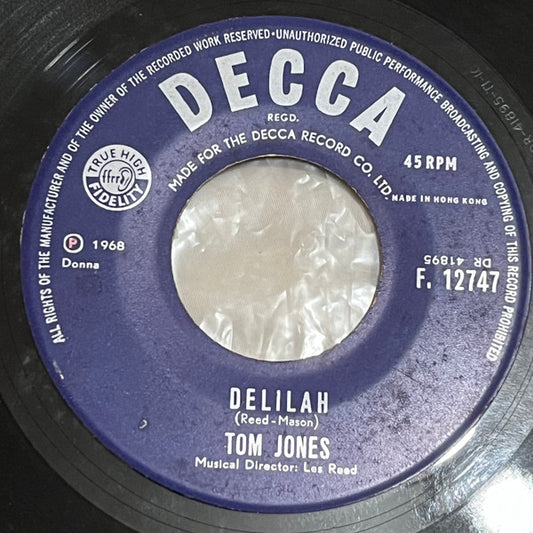 ALL RIGHTS OF THE MANUFACTURER AND OF THE OWNER OF THE RECORDED WORK RESERVED • UNAUTHORIZED PUBLIC PERFORMANCE BROADCASTING AND COPYING OF THIS RECORD PROHIBITED
DECCA
REGD.
MADE FOR THE DECCA RECORD CO. LTD.
TRUE HIGH
ffrr
FIDELITY
45 RPM
MADE IN HONG KONG
℗ 1968
Donna
DR 41895
F. 12747
DELILAH
(Reed-Mason)
TOM JONES
Musical Director: Les Reed